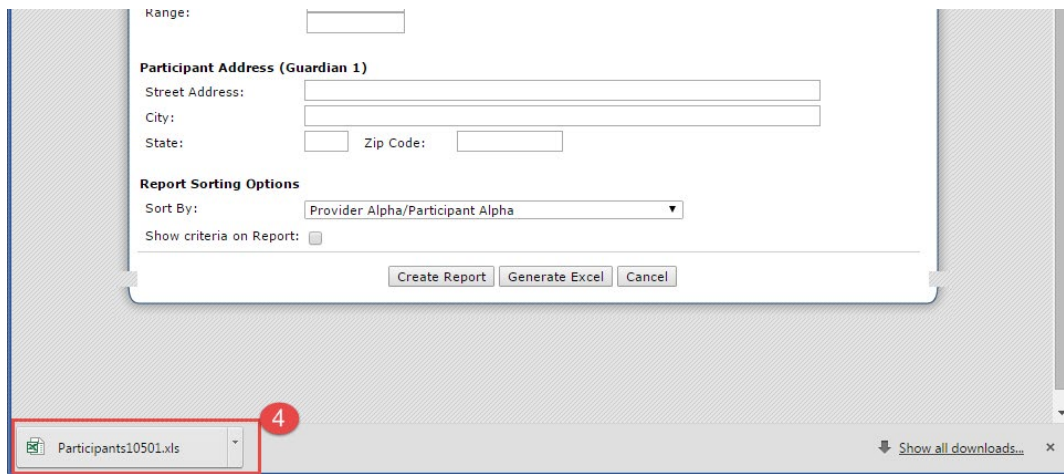 Range:
Participant Address (Guardian 1)
Street Address:
City:
State: Zip Code:
Report Sorting Options
Sort By: Provider Alpha/Participant Alpha
Show criteria on Report:
Create Report Generate Excel Cancel
4
Participants10501.xls Show all downloads...